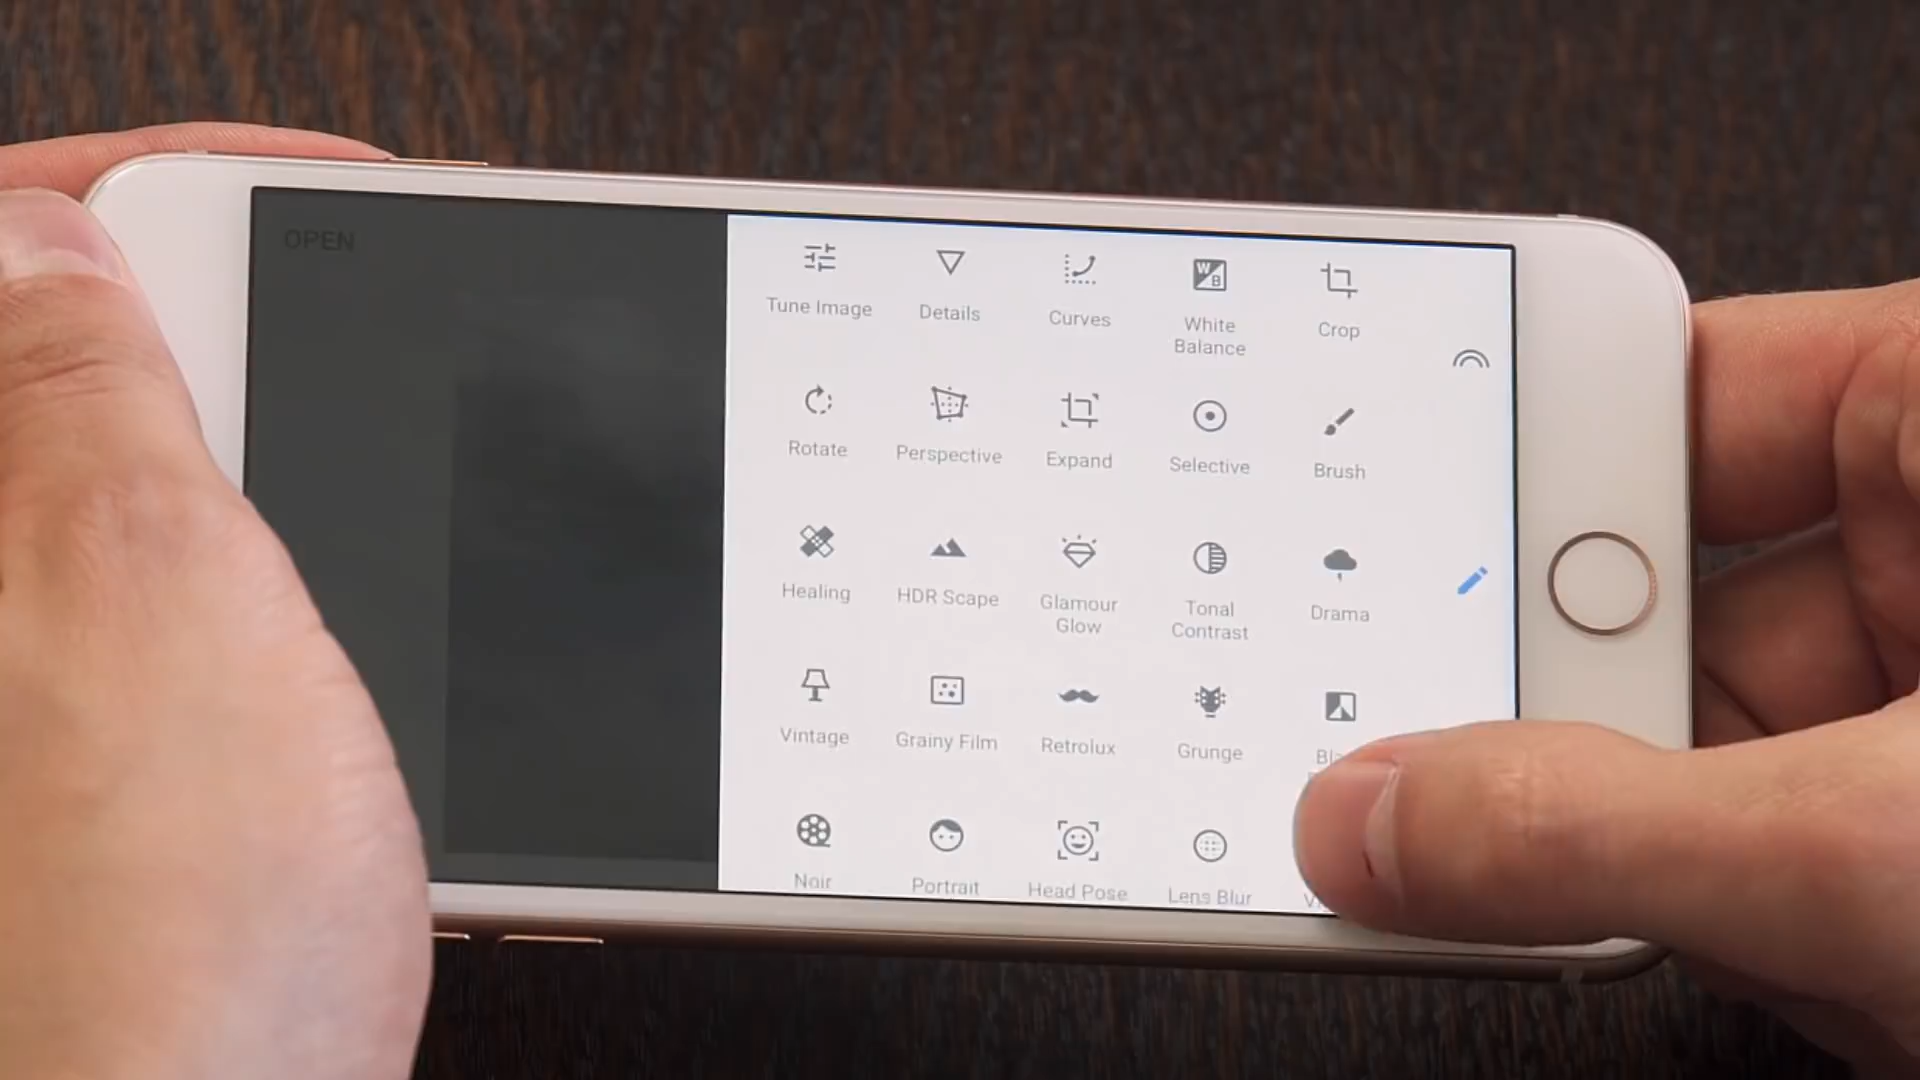 OPEN
Tune Image
Details
Curves
White
Balance
Crop
Rotate
Perspective
Expand
Selective
Brush
Healing
HDR Scape
Glamour
Glow
Tonal
Contrast
Drama
Vintage
Grainy Film
Retrolux
Grunge
Noir
Portrait
Head Pose
Lens Blur